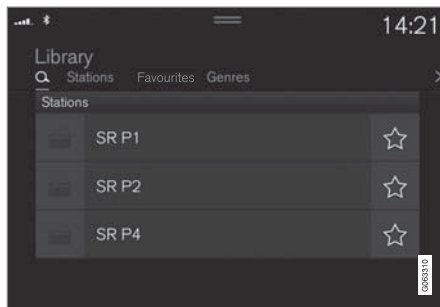 14:21
Library
Stations Favourites Genres
Stations
SR P1
SR P2
SR P4
G063310